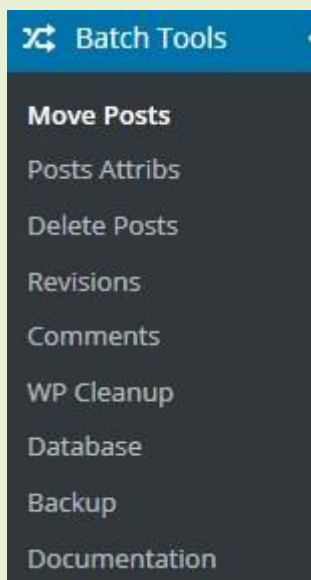 Batch Tools
Move Posts
Posts Attribs
Delete Posts
Revisions
Comments
WP Cleanup
Database
Backup
Documentation